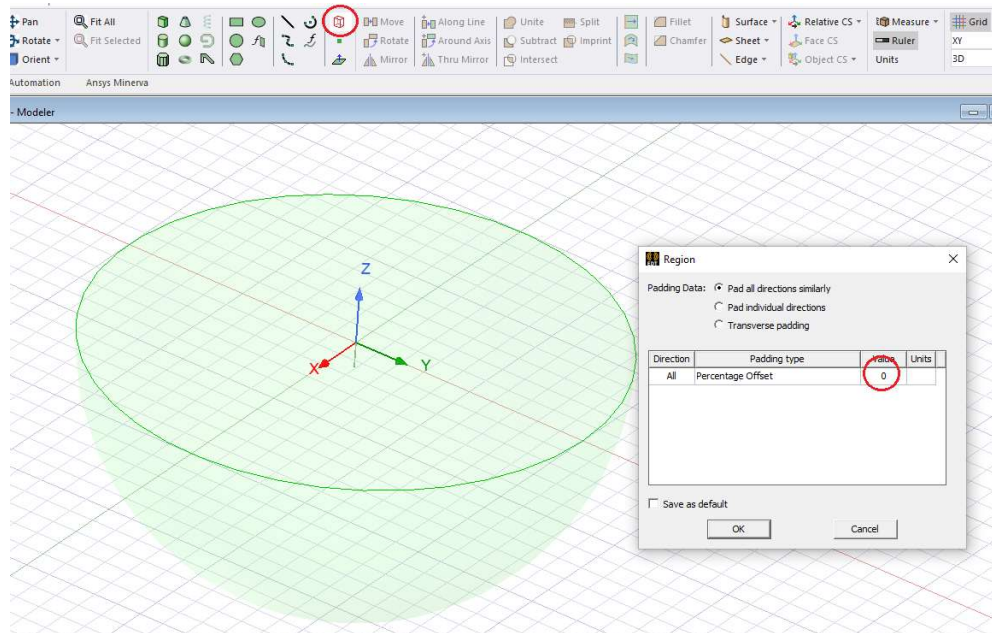 Pan Fit All Move Along Line Unite Split Fillet Surface Relative CS Measure Grid
Rotate Fit Selected Rotate Around Axis Subtract Imprint Chamfer Sheet Face CS Ruler XY
Orient Mirror Thru Mirror Intersect Edge Object CS Units 3D
Automation Ansys Minerva
- Modeler
Z
X
Y
Region
Padding Data: Pad all directions similarly
Pad individual directions
Transverse padding
Direction Padding type Value Units
All Percentage Offset 0
Save as default
OK Cancel